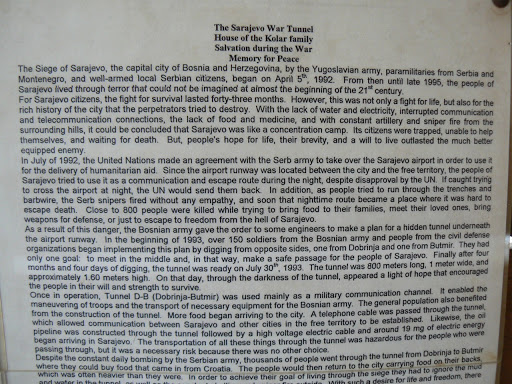 The Sarajevo War Tunnel
House of the Kolar family
Salvation during the War
Memory for Peace
The Siege of Sarajevo, the capital city of Bosnia and Herzegovina, by the Yugoslavian army, paramilitaries from Serbia and
Montenegro, and well-armed local Serbian citizens, began on April 5th, 1992. From then until late 1995, the people of
Sarajevo lived through terror that could not be imagined at almost the beginning of the 21st century.
For Sarajevo citizens, the fight for survival lasted forty-three months. However, this was not only a fight for life, but also for the
rich history of the city that the perpetrators tried to destroy. With the lack of water and electricity, interrupted communication
and telecommunication connections, the lack of food and medicine, and with constant artillery and sniper fire from the
surrounding hills, it could be concluded that Sarajevo was like a concentration camp. Its citizens were trapped, unable to help
themselves, and waiting for death. But, people's hope for life, their brevity, and a will to live outlasted the much better
equipped enemy.
In July of 1992, the United Nations made an agreement with the Serb army to take over the Sarajevo airport in order to use it
for the delivery of humanitarian aid. Since the airport runway was located between the city and the free territory, the people of
Sarajevo tried to use it as a communication and escape route during the night, despite disapproval by the UN. If caught trying
to cross the airport at night, the UN would send them back. In addition, as people tried to run through the trenches and
barbwire, the Serb snipers fired without any empathy, and soon that nighttime route became a place where it was hard to
escape death. Close to 800 people were killed while trying to bring food to their families, meet their loved ones, bring
weapons for defense, or just to escape to freedom from the hell of Sarajevo.
As a result of this danger, the Bosnian army gave the order to some engineers to make a plan for a hidden tunnel underneath
the airport runway. In the beginning of 1993, over 150 soldiers from the Bosnian army and people from the civil defense
organizations began implementing this plan by digging from opposite sides, one from Dobrinja and one from Butmir. They had
only one goal: to meet in the middle and, in that way, make a safe passage for the people of Sarajevo. Finally after four
months and four days of digging, the tunnel was ready on July 30th, 1993. The tunnel was 800 meters long, 1 meter wide, and
approximately 1.60 meters high. On that day, through the darkness of the tunnel, appeared a light of hope that encouraged
the people in their will and strength to survive.
Once in operation, Tunnel D-B (Dobrinja-Butmir) was used mainly as a military communication channel. It enabled the
maneuvering of troops and the transport of necessary equipment for the Bosnian army. The general population also benefited
from the construction of the tunnel. More food began arriving to the city. A telephone cable was passed through the tunnel,
which allowed communication between Sarajevo and other cities in the free territory to be established. Likewise, the oil
pipeline was constructed through the tunnel followed by a high voltage electric cable and around 19 mg of electric energy
began arriving in Sarajevo. The transportation of all these things through the tunnel was hazardous for the people who were
passing through, but it was a necessary risk because there was no other choice.
Despite the constant daily bombing by the Serbian army, thousands of people went through the tunnel from Dobrinja to Butmir
where they could buy food that came in from Croatia. The people would then return to the city carrying food on their backs,
which was often heavier than they were. In order to achieve their goal of living through the siege they had to ignore the mud
and water in the tunnel, as well as the With such a desire for life and freedom, there